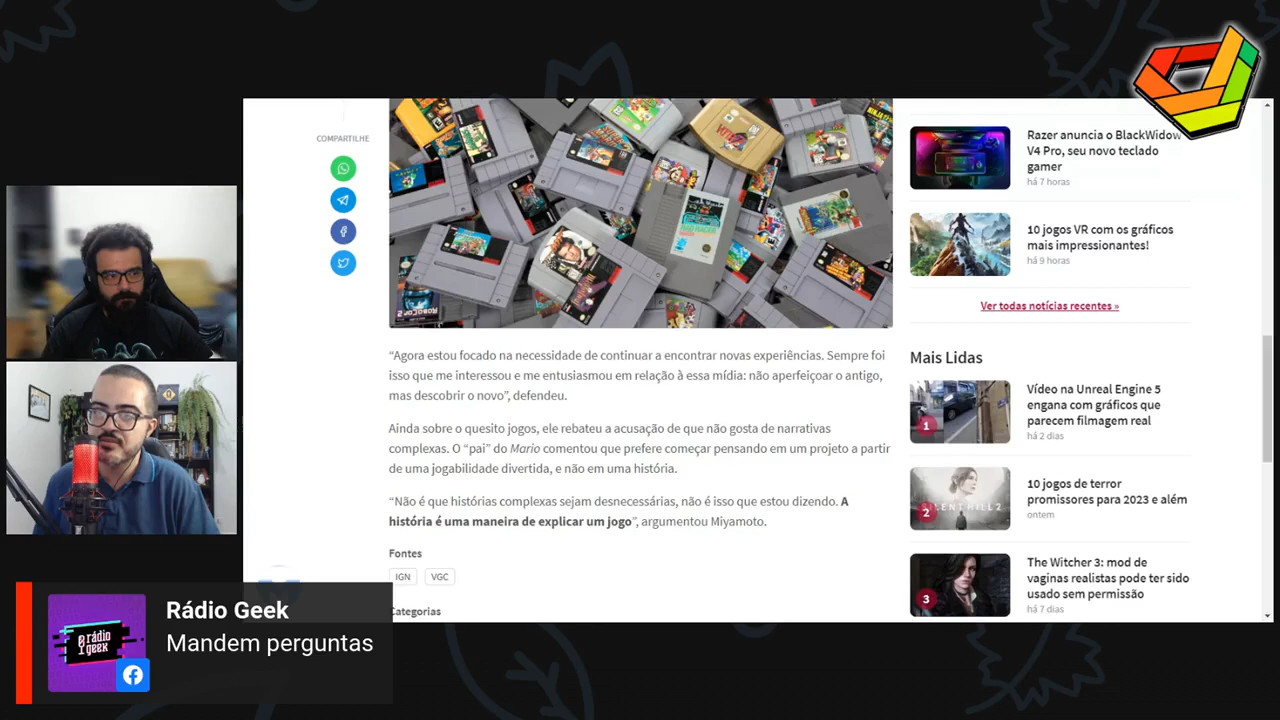 COMPARTILHE
“Agora estou focado na necessidade de continuar a encontrar novas experiências. Sempre foi
isso que me interessou e me entusiasmou em relação à essa mídia: não aperfeiçoar o antigo,
mas descobrir o novo”, defendeu.
Ainda sobre o quesito jogos, ele rebateu a acusação de que não gosta de narrativas
complexas. O “pai” do Mario comentou que prefere começar pensando em um projeto a partir
de uma jogabilidade divertida, e não em uma história.
“Não é que histórias complexas sejam desnecessárias, não é isso que estou dizendo. A
história é uma maneira de explicar um jogo”, argumentou Miyamoto.
Fontes
IGN
VGC
Categorias
Razer anuncia o BlackWidow
V4 Pro, seu novo teclado
gamer
há 7 horas
10 jogos VR com os gráficos
mais impressionantes!
há 9 horas
Ver todas notícias recentes »
Mais Lidas
1
Vídeo na Unreal Engine 5
engana com gráficos que
parecem filmagem real
há 2 dias
SILENT HILL 2
2
10 jogos de terror
promissores para 2023 e além
ontem
3
The Witcher 3: mod de
vaginas realistas pode ter sido
usado sem permissão
há 7 dias
rádio
geek
Rádio Geek
Mandem perguntas